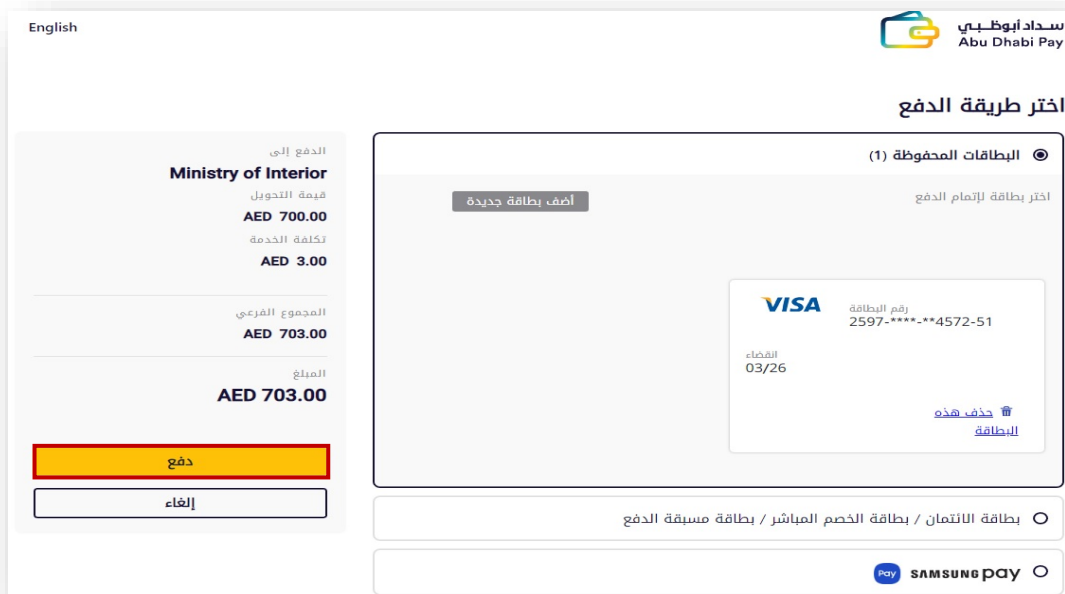 سداد أبوظبي
Abu Dhabi Pay
English
اختر طريقة الدفع
البطاقات المحفوظة (1)
اختر بطاقة لإتمام الدفع
أضف بطاقة جديدة
VISA
رقم البطاقة
2597-****-**4572-51
انقضاء
03/26
حذف هذه
البطاقة
بطاقة الائتمان / بطاقة الخصم المباشر / بطاقة مسبقة الدفع
Pay SAMSUNG pay
الدفع إلى
Ministry of Interior
قيمة التحويل
AED 700.00
تكلفة الخدمة
AED 3.00
المجموع الفرعي
AED 703.00
المبلغ
AED 703.00
دفع
إلغاء